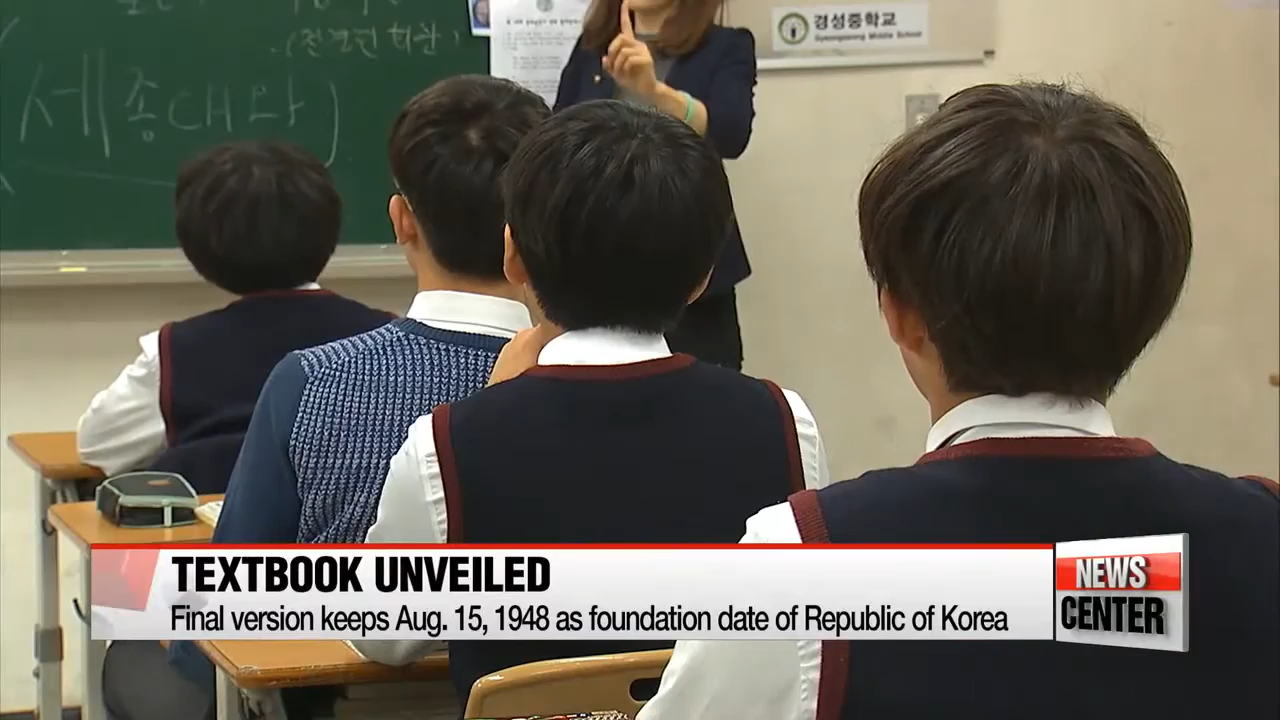 세종대왕)
경성중학교
Gyeongseong Middle School
TEXTBOOK UNVEILED
Final version keeps Aug. 15, 1948 as foundation date of Republic of Korea
NEWS
CENTER